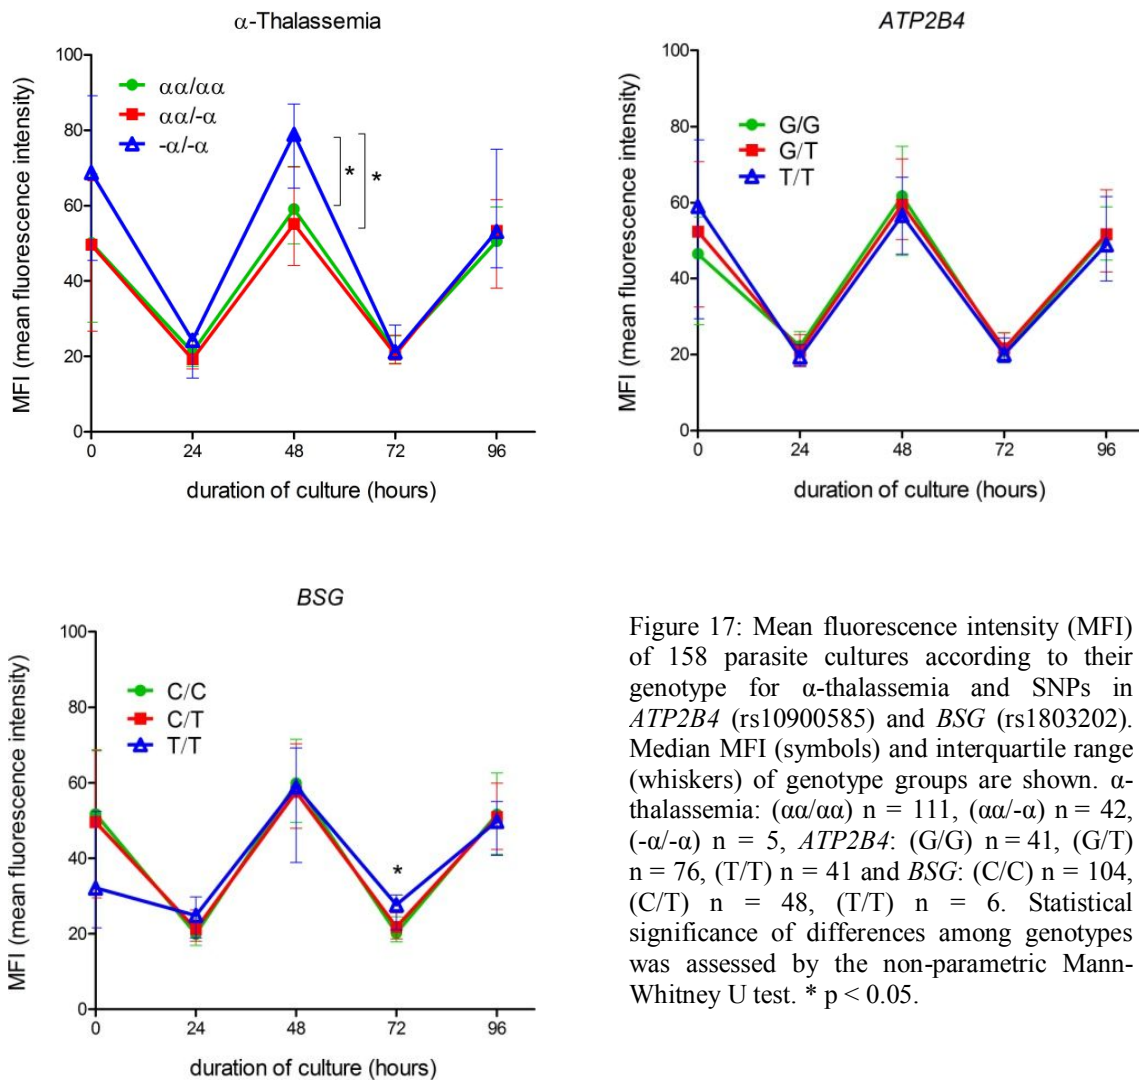 α-Thalassemia
MFI (mean fluorescence intensity)
100
80
60
40
20
0
αα/αα
αα/-α
-α/-α
*
*
0 24 48 72 96
duration of culture (hours)
ATP2B4
MFI (mean fluorescence intensity)
100
80
60
40
20
0
G/G
G/T
T/T
0 24 48 72 96
duration of culture (hours)
BSG
MFI (mean fluorescence intensity)
100
80
60
40
20
0
C/C
C/T
T/T
*
0 24 48 72 96
duration of culture (hours)
Figure 17: Mean fluorescence intensity (MFI)
of 158 parasite cultures according to their
genotype for α-thalassemia and SNPs in
ATP2B4 (rs10900585) and BSG (rs1803202).
Median MFI (symbols) and interquartile range
(whiskers) of genotype groups are shown. α-
thalassemia: (αα/αα) n = 111, (αα/-α) n = 42,
(-α/-α) n = 5, ATP2B4: (G/G) n = 41, (G/T)
n = 76, (T/T) n = 41 and BSG: (C/C) n = 104,
(C/T) n = 48, (T/T) n = 6. Statistical
significance of differences among genotypes
was assessed by the non-parametric Mann-
Whitney U test. * p < 0.05.